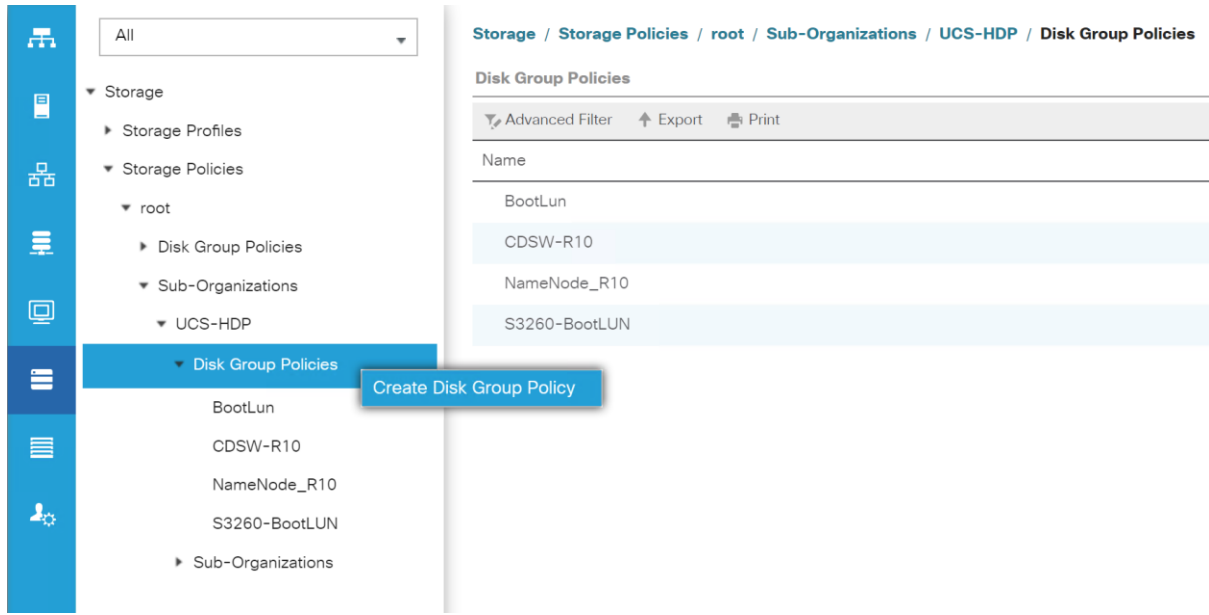 All
Storage
Storage Profiles
Storage Policies
root
Disk Group Policies
Sub-Organizations
UCS-HDP
Disk Group Policies
Create Disk Group Policy
BootLun
CDSW-R10
NameNode_R10
S3260-BootLUN
Sub-Organizations
Storage / Storage Policies / root / Sub-Organizations / UCS-HDP / Disk Group Policies
Disk Group Policies
Advanced Filter Export Print
Name
BootLun
CDSW-R10
NameNode_R10
S3260-BootLUN